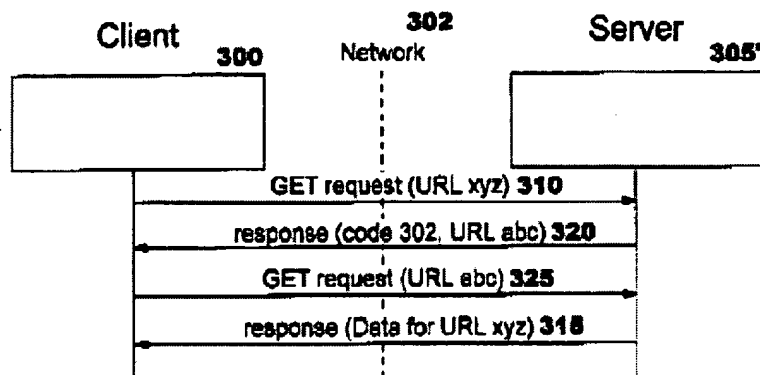 Client 300
302
Network
Server 305'
GET request (URL xyz) 310
response (code 302, URL abc) 320
GET request (URL abc) 325
response (Data for URL xyz) 315